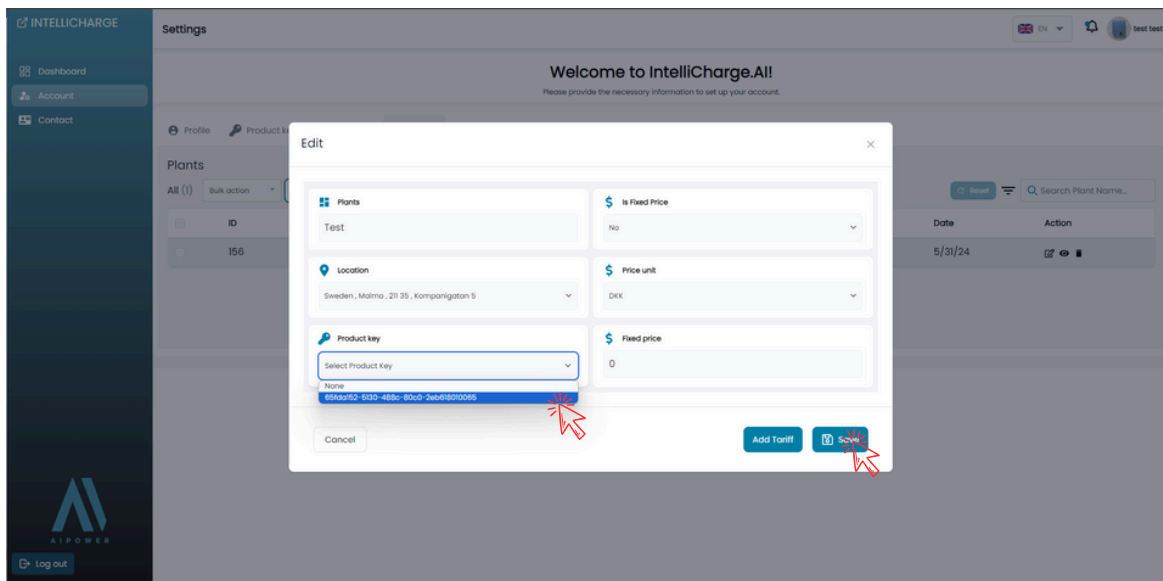 INTELLICHARGE
Settings
EN
test test
Welcome to IntelliCharge.AI!
Please provide the necessary information to set up your account.
Dashboard
Account
Contact
Profile
Product
Plants
All (1)
Bulk action
Reset
Search Plant Name...
ID
Date
Action
156
5/31/24
Edit
Plants
Test
$ Is Fixed Price
No
Location
Sweden , Malmo , 211 35 , Kompanigatan 5
$ Price unit
DKK
Product key
Select Product Key
None
65fda152-5130-488c-80c0-2eb618010065
$ Fixed price
0
Cancel
Add Tariff
Save
AIPOWER
Log out